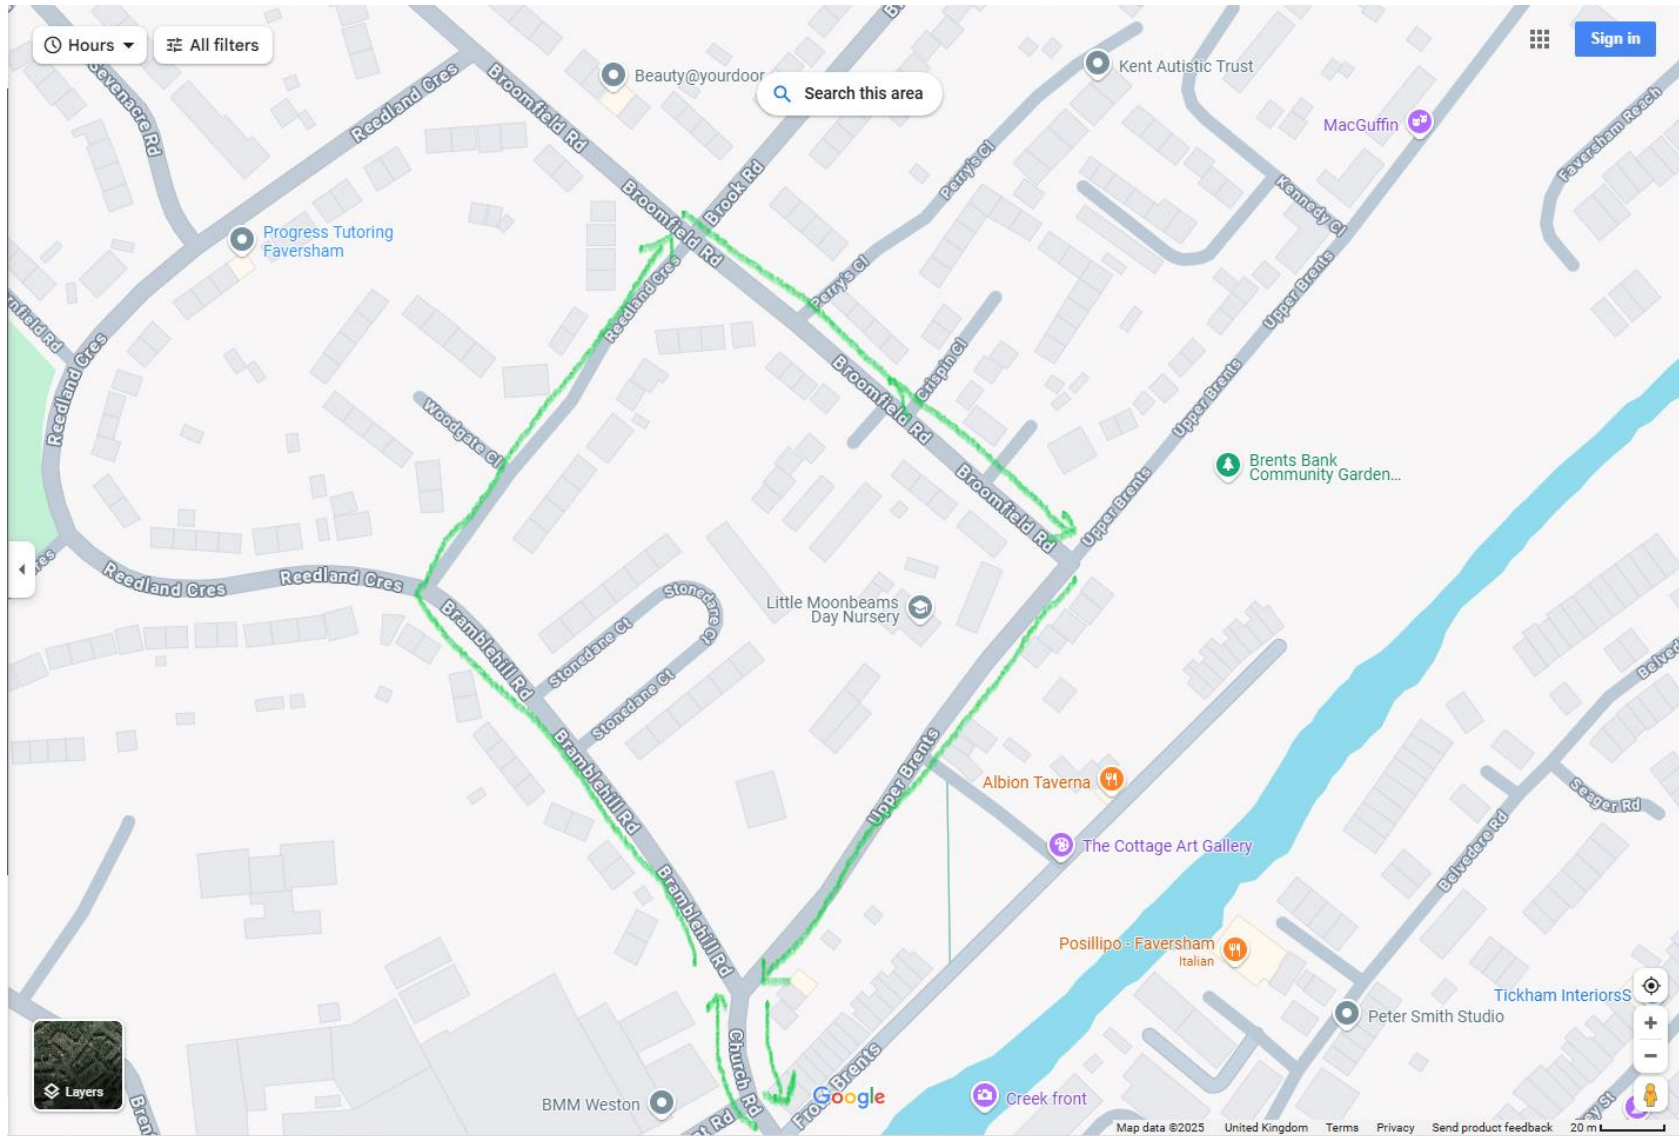 Hours
All filters
Sign in
Search this area
Beauty@yourdoor
Kent Autistic Trust
MacGuffin
Faversham Reach
Sevenacre Rd
Reedland Cres
Broomfield Rd
Brook Rd
Broomfield Rd
Perry's Cl
Kennedy Cl
Progress Tutoring
Faversham
Perry's Cl
Reedland Cres
Upper Brents
Reedland Cres
Crispin Cl
Broomfield Rd
Upper Brents
Woodgate Cl
Brents Bank
Community Garden...
Broomfield Rd
Upper Brents
Reedland Cres
Reedland Cres
Bramblehill Rd
Stonedane Ct
Stonedane Ct
Stonedane Ct
Little Moonbeams
Day Nursery
Bramblehill Rd
Upper Brents
Albion Taverna
Seager Rd
The Cottage Art Gallery
Belvedere Rd
Bramblehill Rd
Posillipo - Faversham
Italian
Tickham InteriorsS
Peter Smith Studio
Church Rd
Layers
BMM Weston
Brents
Google
Creek front
Map data ©2025
United Kingdom
Terms
Privacy
Send product feedback
20 m